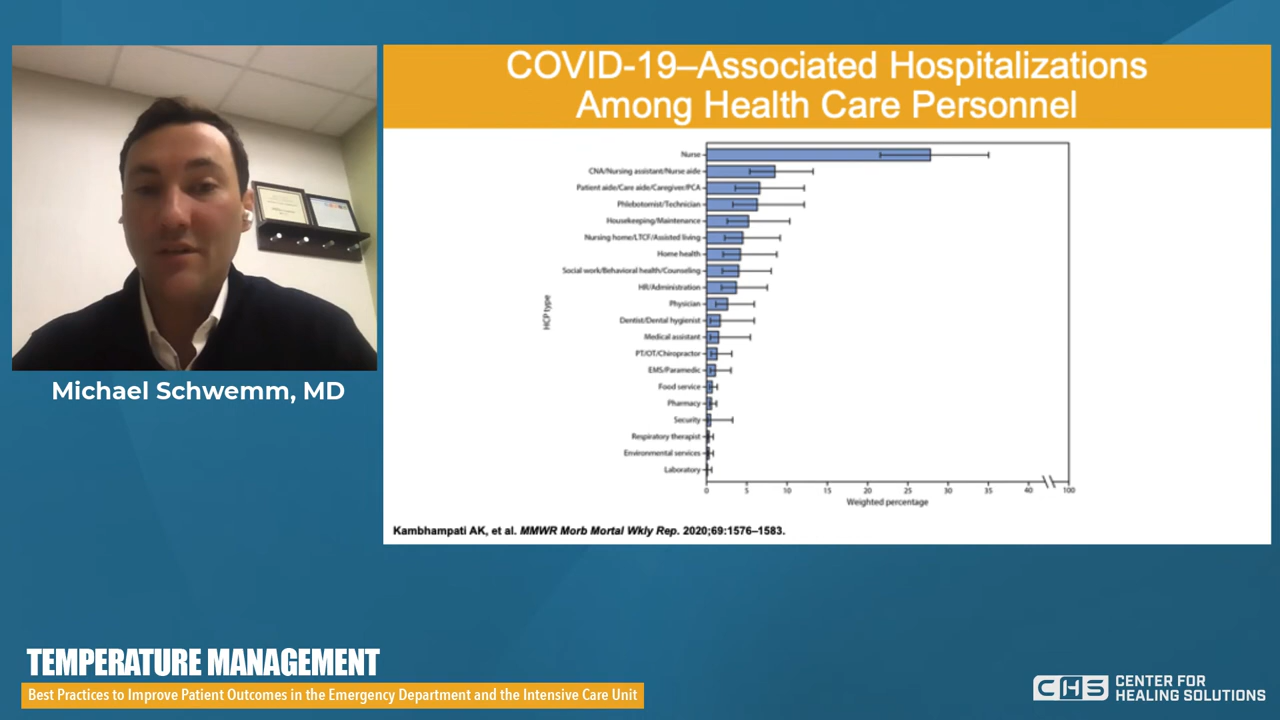 COVID-19–Associated Hospitalizations
Among Health Care Personnel
Nurse
CNA/Nursing assistant/Nurse aide
Patient aide/Care aide/Caregiver/PCA
Phlebotomist/Technician
Housekeeping/Maintenance
Nursing home/LTCF/Assisted living
Home health
Social work/Behavioral health/Counseling
HR/Administration
Physician
Dentist/Dental hygienist
Medical assistant
PT/OT/Chiropractor
EMS/Paramedic
Food service
Pharmacy
Security
Respiratory therapist
Environmental services
Laboratory
HCP type
0 5 10 15 20 25 30 35 40 100
Weighted percentage
Kambhampati AK, et al. MMWR Morb Mortal Wkly Rep. 2020;69:1576–1583.
Michael Schwemm, MD
TEMPERATURE MANAGEMENT
Best Practices to Improve Patient Outcomes in the Emergency Department and the Intensive Care Unit
CHS CENTER FOR
HEALING SOLUTIONS